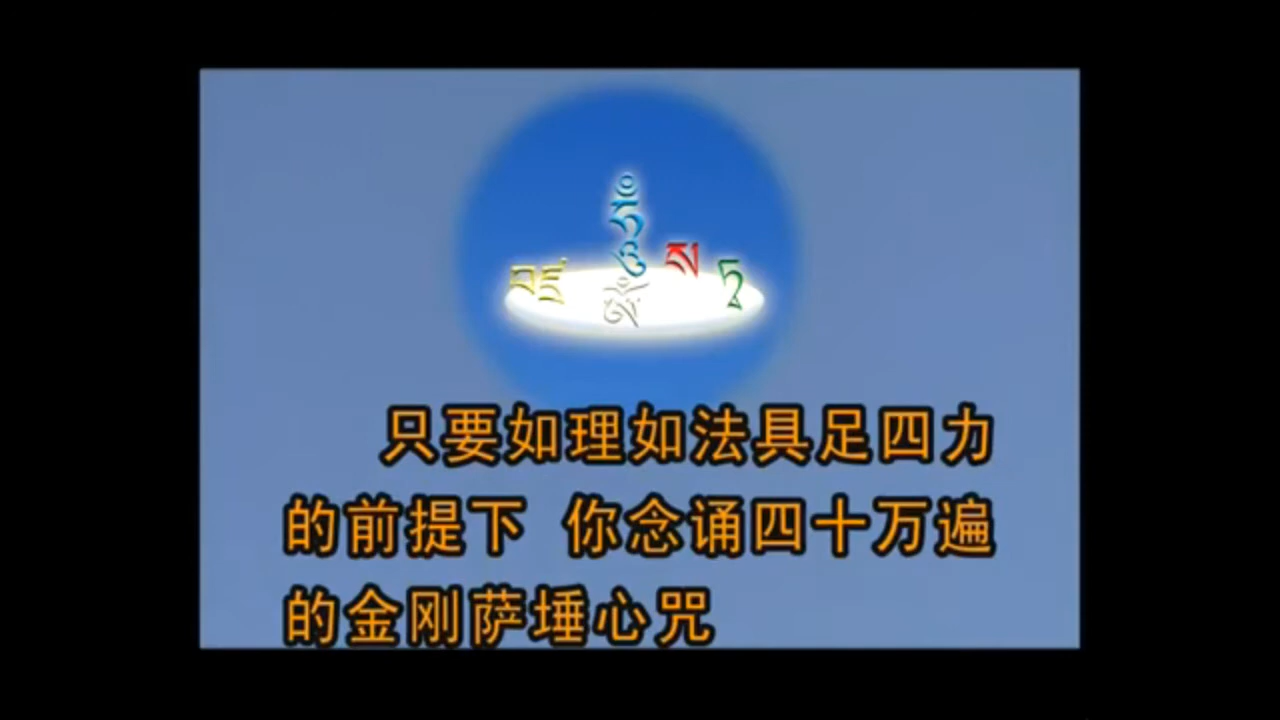 只要如理如法具足四力
的前提下 你念诵四十万遍
的金刚萨埵心咒